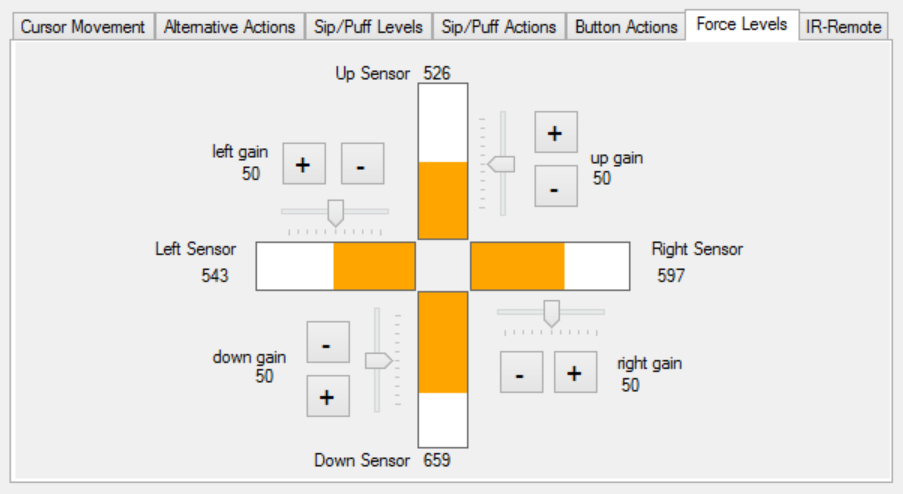 Cursor Movement Alternative Actions Sip/Puff Levels Sip/Puff Actions Button Actions Force Levels IR-Remote
Up Sensor 526
left gain
50
+ -
+
up gain
50
-
Left Sensor
543
Right Sensor
597
-
down gain
50
+
- +
right gain
50
Down Sensor 659